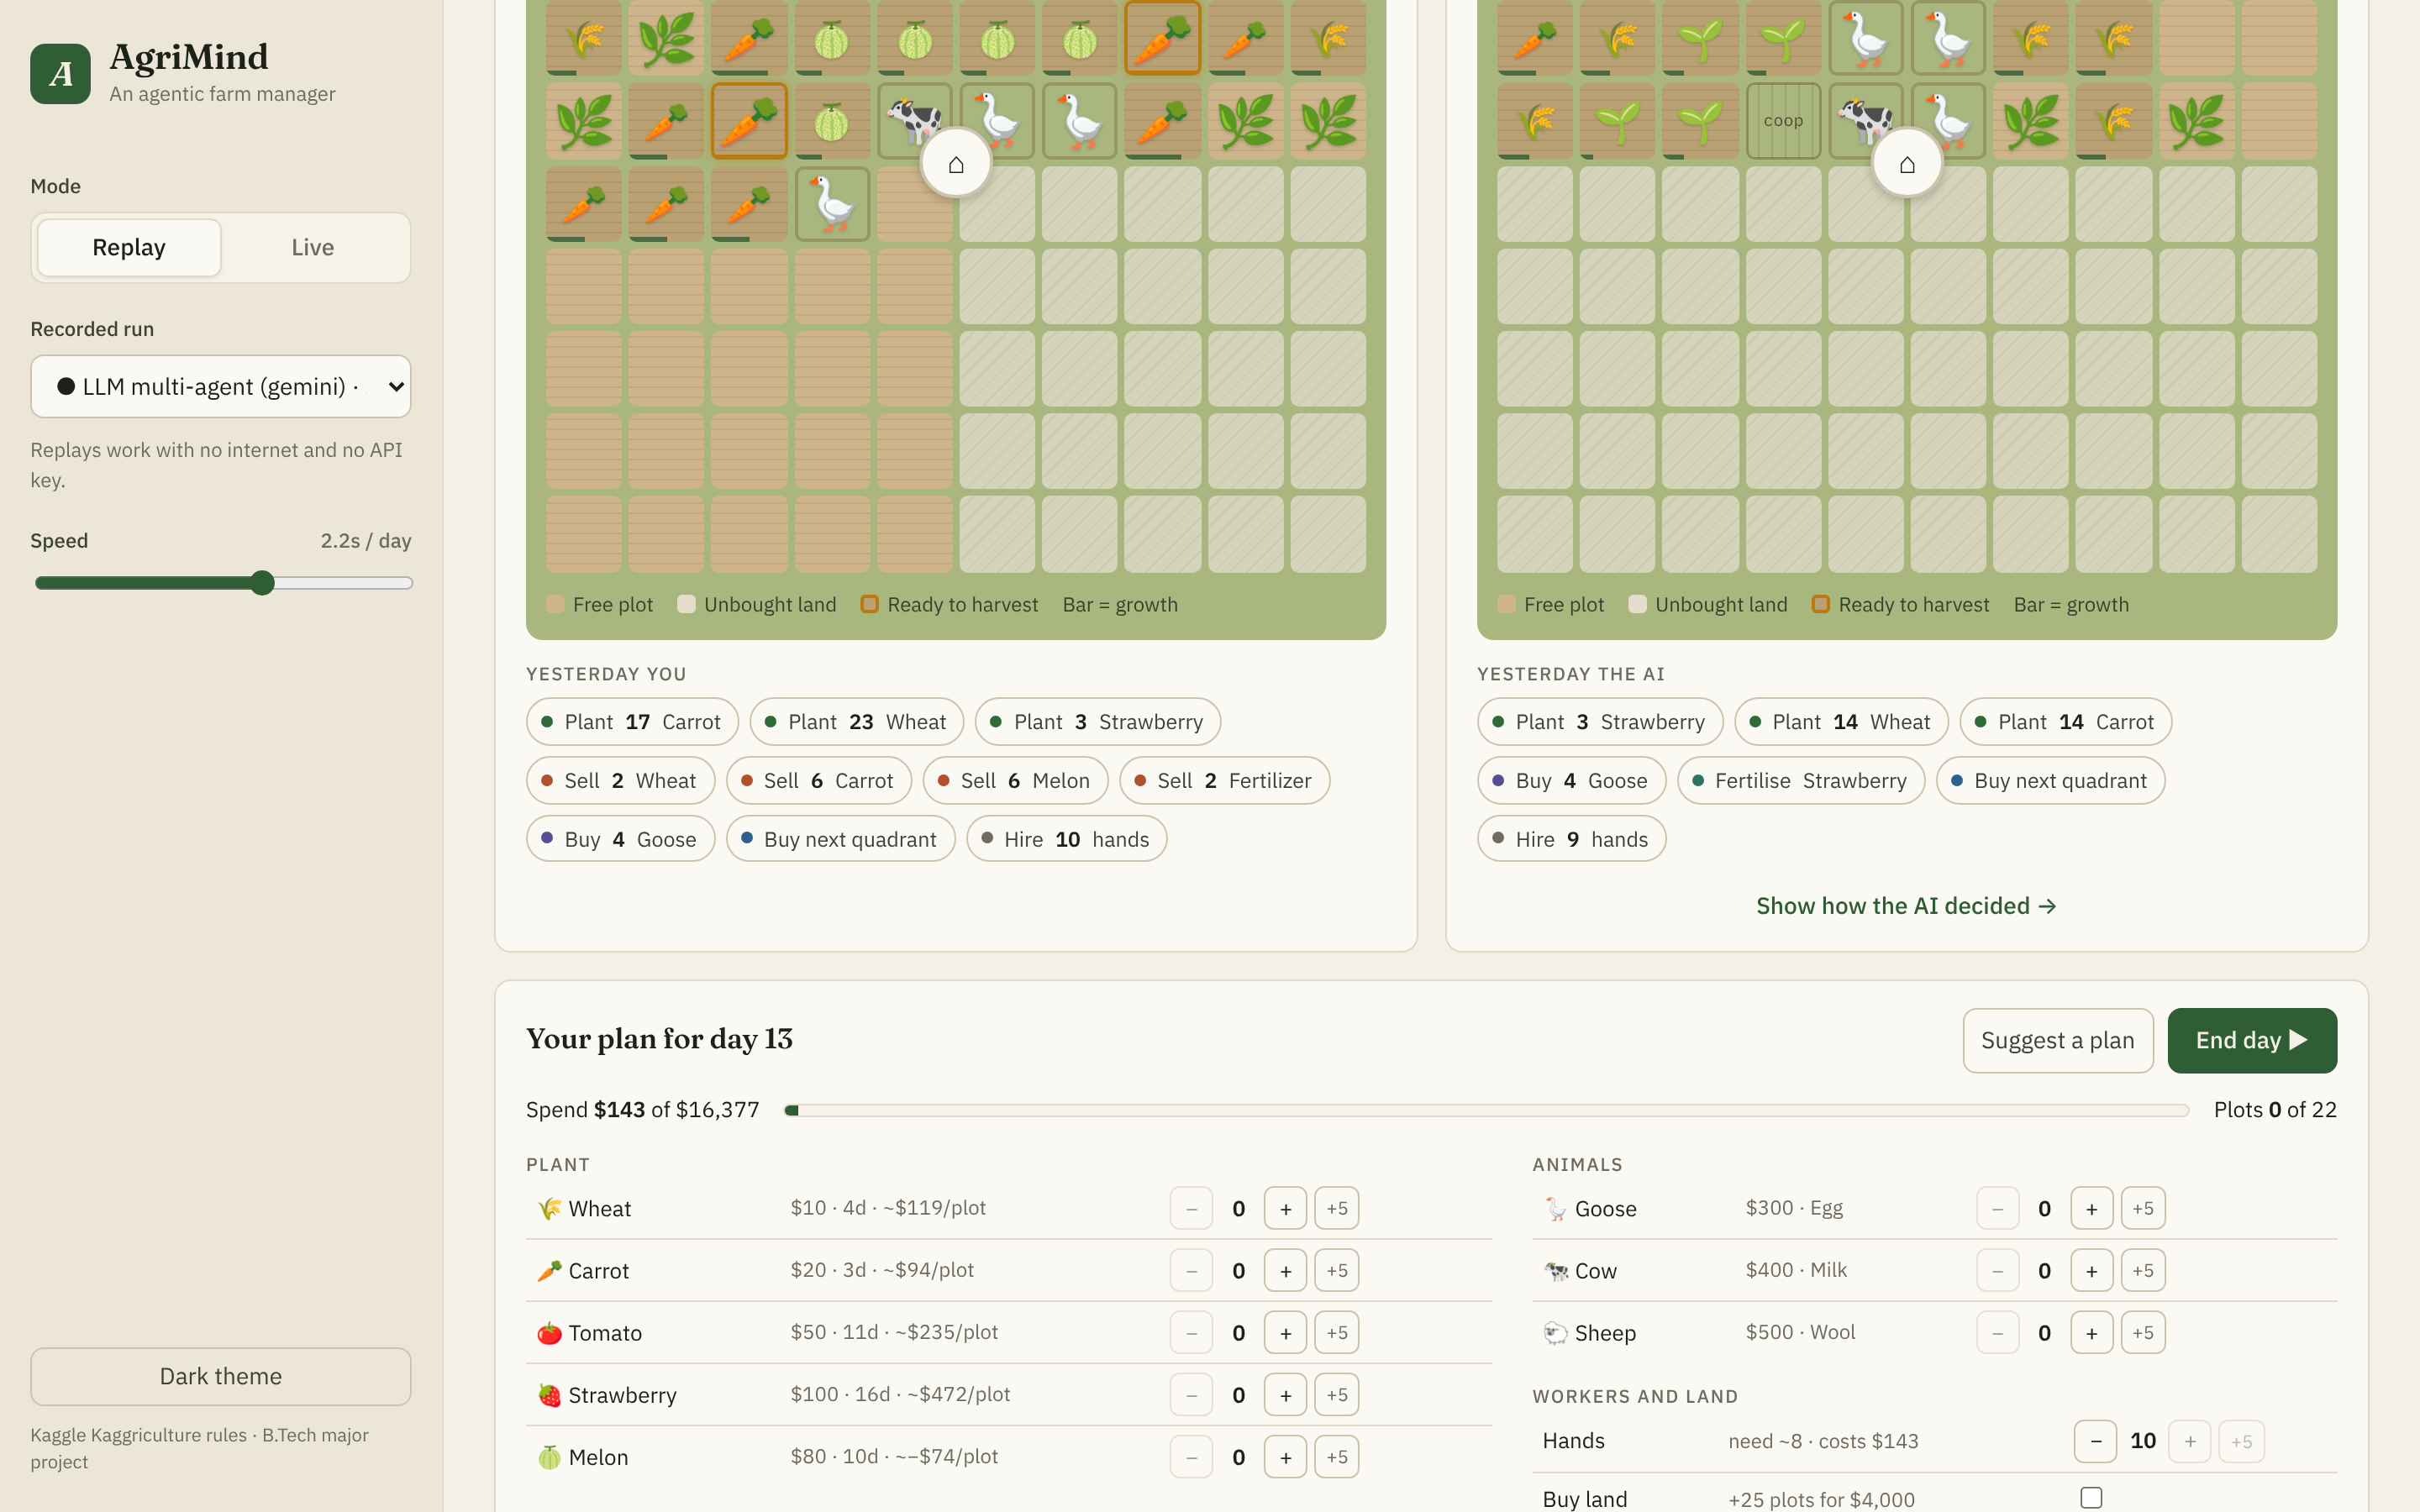 A
AgriMind
An agentic farm manager
Mode
Replay
Live
Recorded run
LLM multi-agent (gemini) ·
Replays work with no internet and no API
key.
Speed
2.2s / day
Dark theme
Kaggle Kaggriculture rules · B.Tech major
project
Free plot
Unbought land
Ready to harvest
Bar = growth
YESTERDAY YOU
Plant 17 Carrot
Plant 23 Wheat
Plant 3 Strawberry
Sell 2 Wheat
Sell 6 Carrot
Sell 6 Melon
Sell 2 Fertilizer
Buy 4 Goose
Buy next quadrant
Hire 10 hands
coop
Free plot
Unbought land
Ready to harvest
Bar = growth
YESTERDAY THE AI
Plant 3 Strawberry
Plant 14 Wheat
Plant 14 Carrot
Buy 4 Goose
Fertilise Strawberry
Buy next quadrant
Hire 9 hands
Show how the AI decided →
Your plan for day 13
Suggest a plan
End day ▶
Spend $143 of $16,377
Plots 0 of 22
PLANT
Wheat $10 · 4d · ~$119/plot − 0 + +5
Carrot $20 · 3d · ~$94/plot − 0 + +5
Tomato $50 · 11d · ~$235/plot − 0 + +5
Strawberry $100 · 16d · ~$472/plot − 0 + +5
Melon $80 · 10d · ~−$74/plot − 0 + +5
ANIMALS
Goose $300 · Egg − 0 + +5
Cow $400 · Milk − 0 + +5
Sheep $500 · Wool − 0 + +5
WORKERS AND LAND
Hands need ~8 · costs $143 − 10 + +5
Buy land +25 plots for $4,000